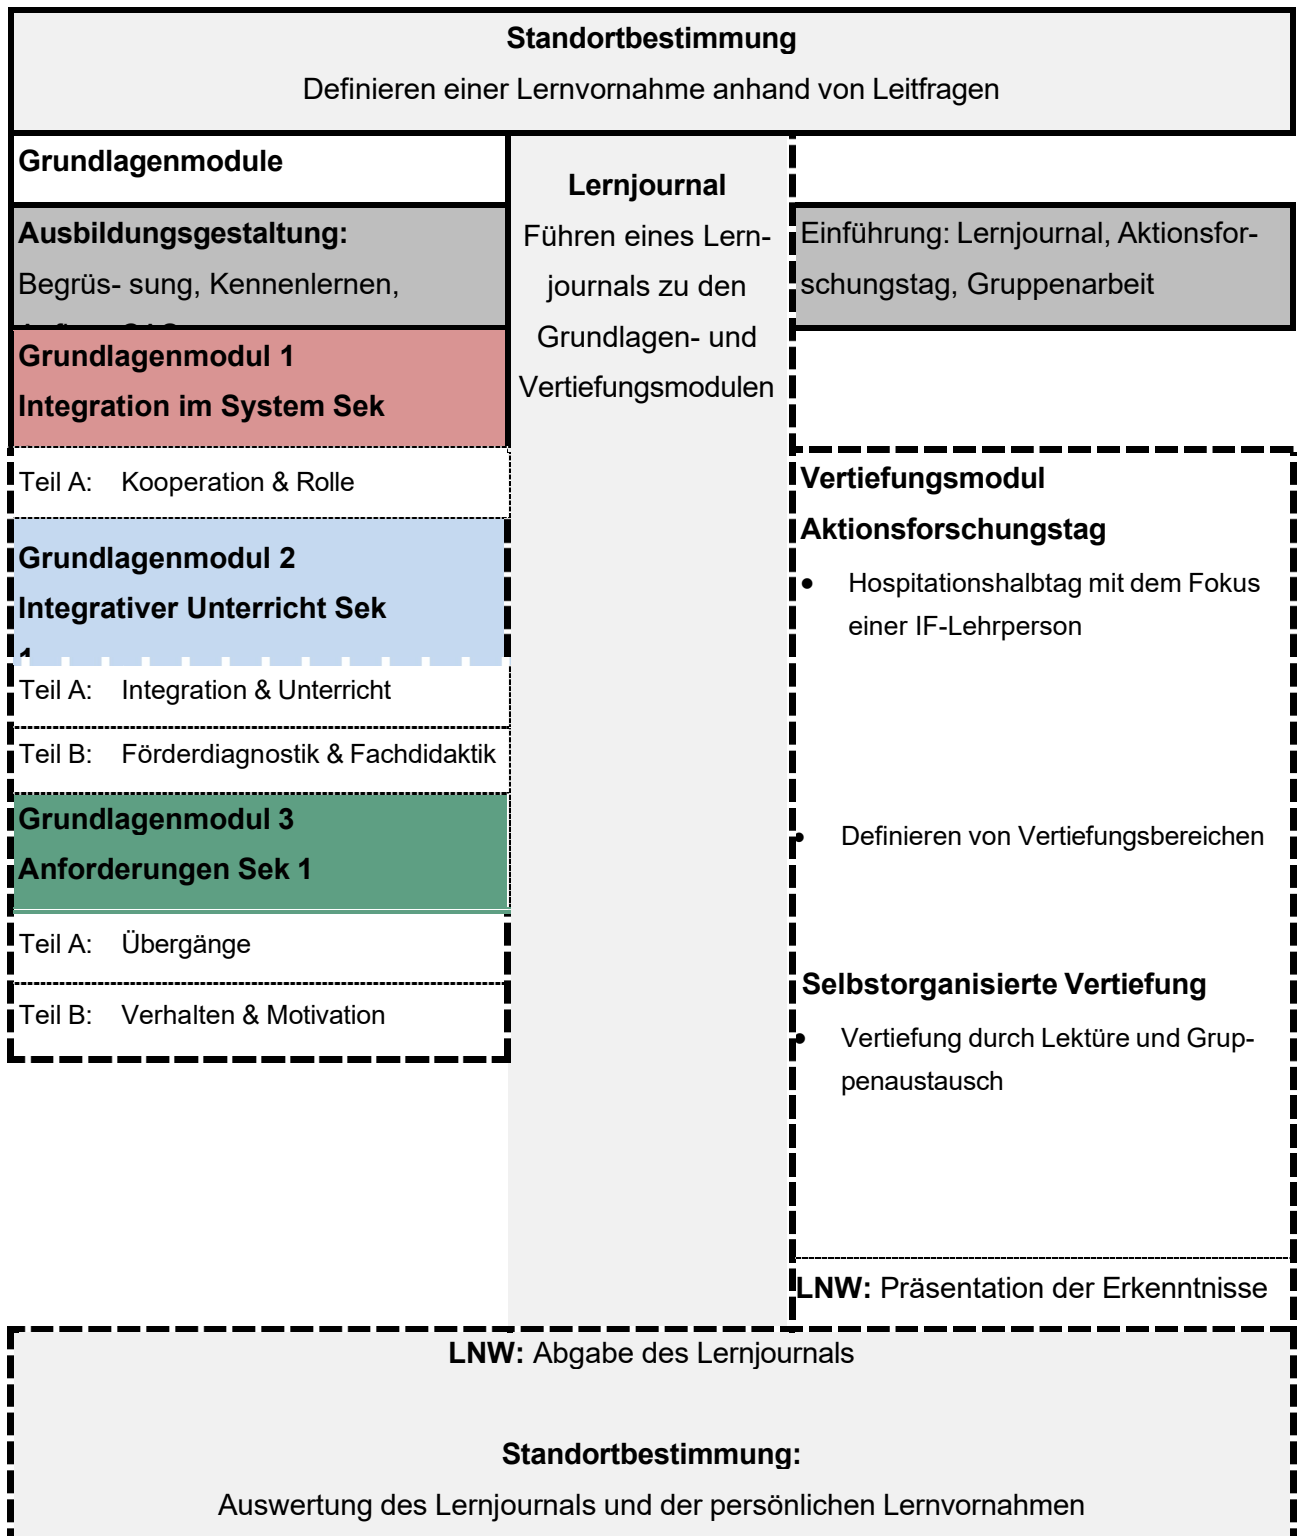 Standortbestimmung
Definieren einer Lernvornahme anhand von Leitfragen
Grundlagenmodule
Ausbildungsgestaltung:
Begrüs- sung, Kennenlernen,
Grundlagenmodul 1
Integration im System Sek
Teil A: Kooperation & Rolle
Grundlagenmodul 2
Integrativer Unterricht Sek
Teil A: Integration & Unterricht
Teil B: Förderdiagnostik & Fachdidaktik
Grundlagenmodul 3
Anforderungen Sek 1
Teil A: Übergänge
Teil B: Verhalten & Motivation
Lernjournal
Führen eines Lern-
journals zu den
Grundlagen- und
Vertiefungsmodulen
Einführung: Lernjournal, Aktionsfor-
schungstag, Gruppenarbeit
Vertiefungsmodul
Aktionsforschungstag
• Hospitationshalbtag mit dem Fokus
einer IF-Lehrperson
• Definieren von Vertiefungsbereichen
Selbstorganisierte Vertiefung
• Vertiefung durch Lektüre und Grup-
penaustausch
LNW: Präsentation der Erkenntnisse
LNW: Abgabe des Lernjournals
Standortbestimmung:
Auswertung des Lernjournals und der persönlichen Lernvornahmen